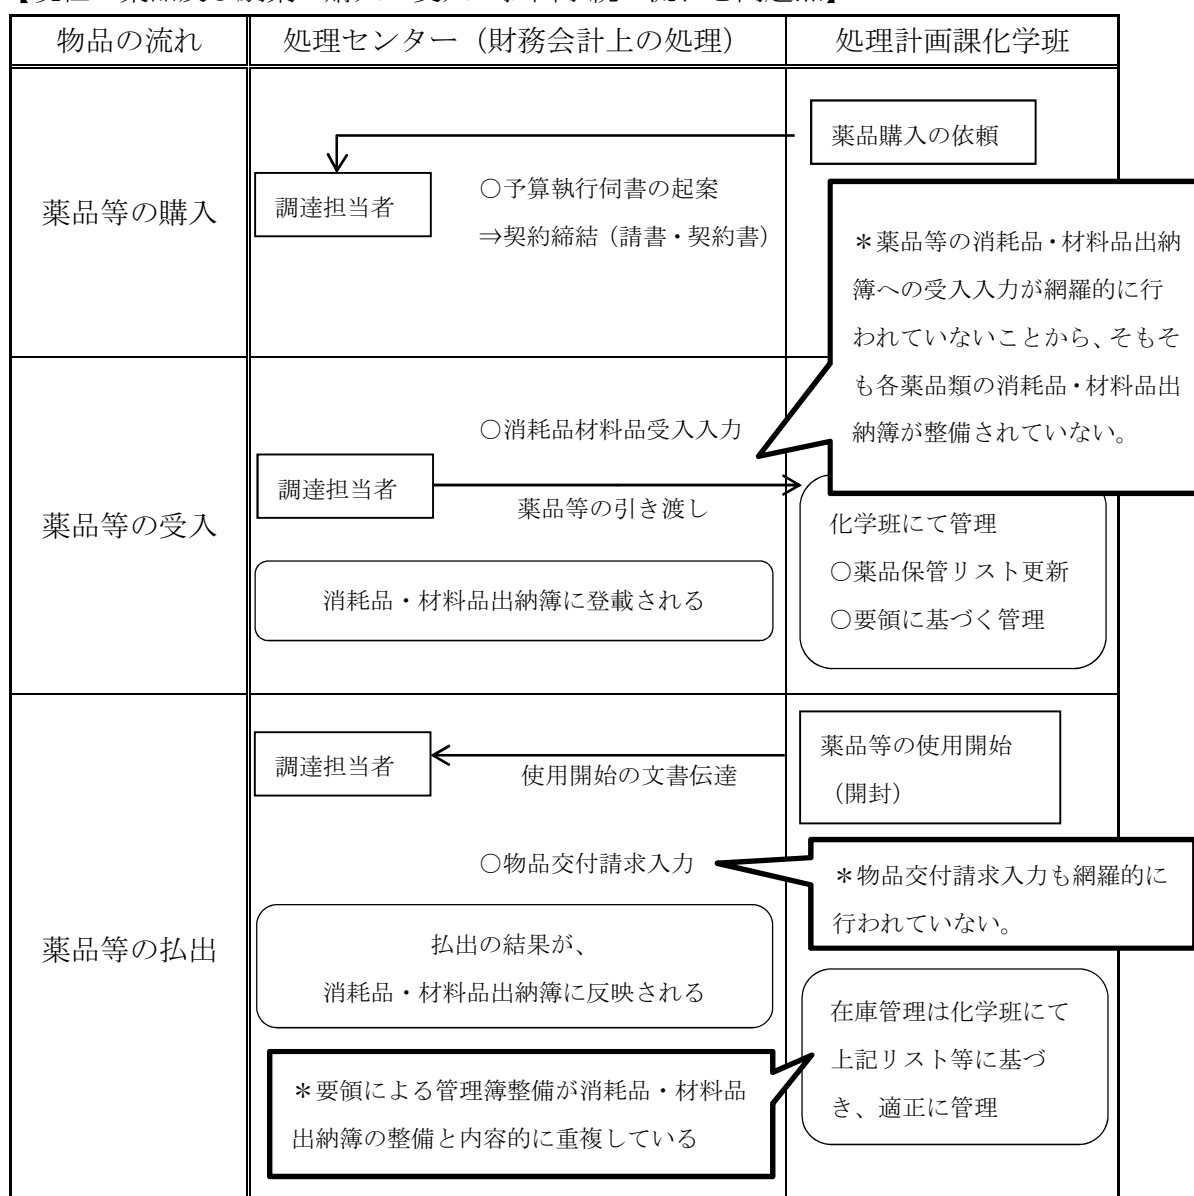 物品の流れ
処理センター（財務会計上の処理）
処理計画課化学班
薬品等の購入
薬品購入の依頼
調達担当者
○予算執行伺書の起案
⇒契約締結（請書・契約書）
＊薬品等の消耗品・材料品出納
簿への受入入力が網羅的に行
われていないことから、そもそ
も各薬品類の消耗品・材料品出
納簿が整備されていない。
薬品等の受入
○消耗品材料品受入入力
調達担当者
薬品等の引き渡し
消耗品・材料品出納簿に登載される
化学班にて管理
○薬品保管リスト更新
○要領に基づく管理
薬品等の払出
調達担当者
使用開始の文書伝達
薬品等の使用開始
（開封）
○物品交付請求入力
＊物品交付請求入力も網羅的に
行われていない。
払出の結果が、
消耗品・材料品出納簿に反映される
在庫管理は化学班にて
上記リスト等に基づ
き、適正に管理
＊要領による管理簿整備が消耗品・材料品
出納簿の整備と内容的に重複している